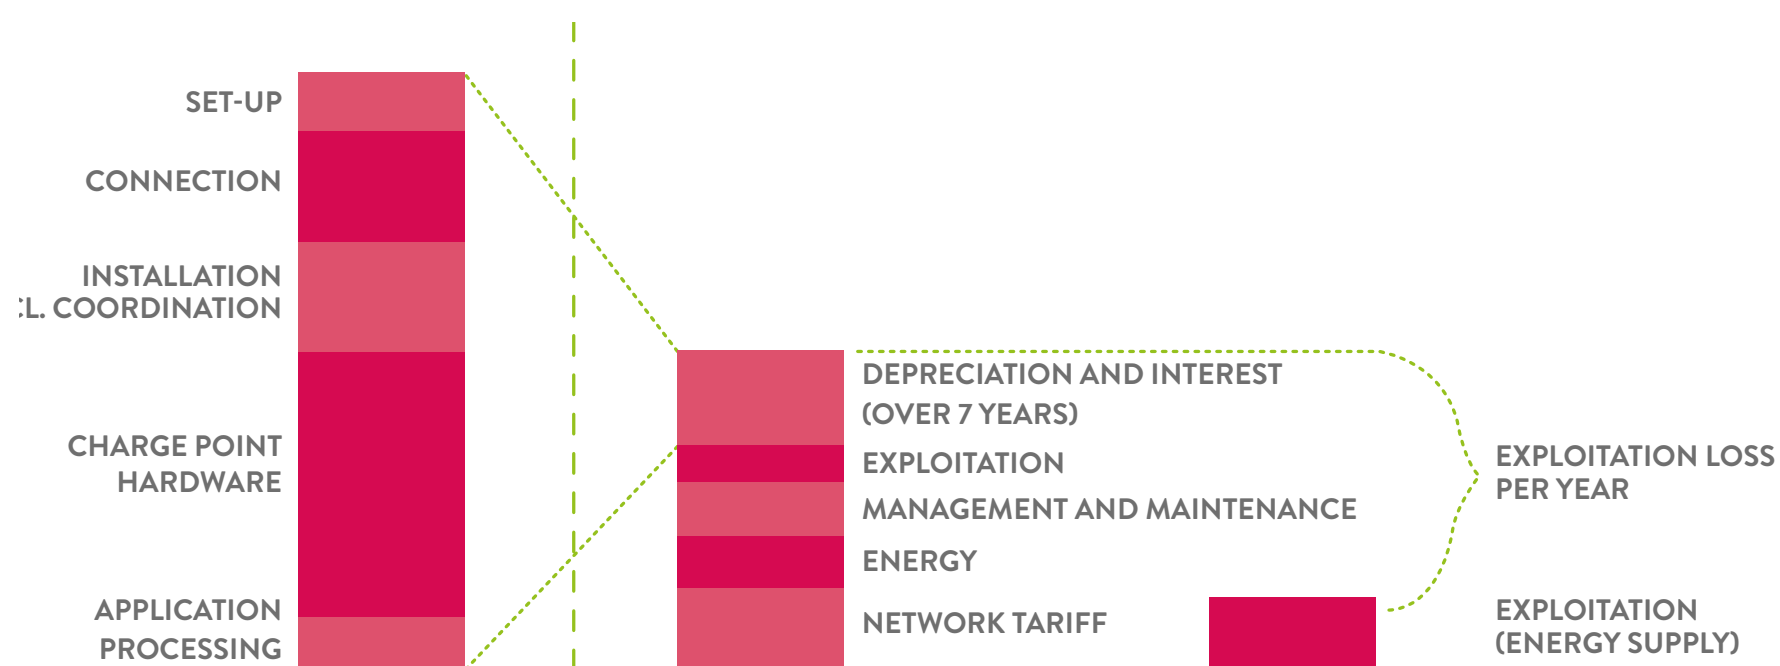 SET-UP
CONNECTION
INSTALLATION
CL. COORDINATION
CHARGE POINT
HARDWARE
APPLICATION
PROCESSING
DEPRECIATION AND INTEREST
(OVER 7 YEARS)
EXPLOITATION
MANAGEMENT AND MAINTENANCE
ENERGY
NETWORK TARIFF
EXPLOITATION LOSS
PER YEAR
EXPLOITATION
(ENERGY SUPPLY)